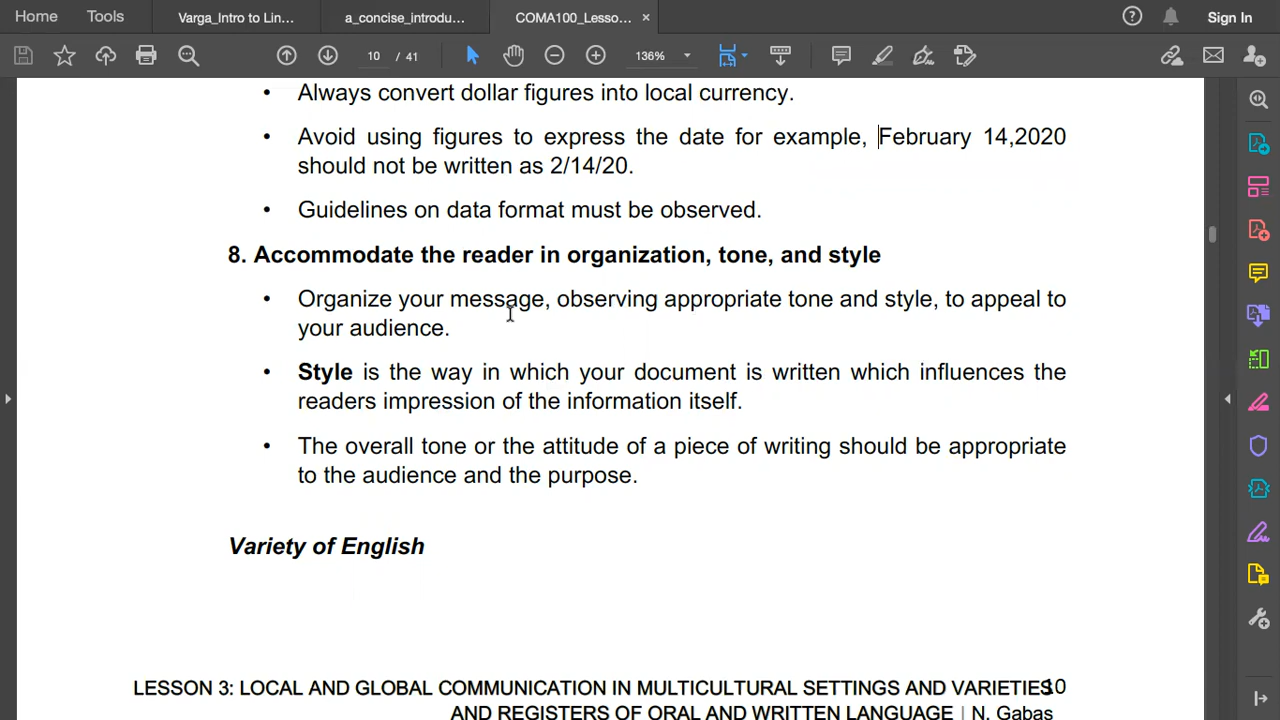 Home Tools Varga_Intro to Lin... a_concise_introdu... COMA100_Lesso... × Sign In
10 / 41 136%
• Always convert dollar figures into local currency.
• Avoid using figures to express the date for example, February 14,2020
should not be written as 2/14/20.
• Guidelines on data format must be observed.
8. Accommodate the reader in organization, tone, and style
• Organize your message, observing appropriate tone and style, to appeal to
your audience.
• Style is the way in which your document is written which influences the
readers impression of the information itself.
• The overall tone or the attitude of a piece of writing should be appropriate
to the audience and the purpose.
Variety of English
LESSON 3: LOCAL AND GLOBAL COMMUNICATION IN MULTICULTURAL SETTINGS AND VARIETIES 10
AND REGISTERS OF ORAL AND WRITTEN LANGUAGE | N. Gabas